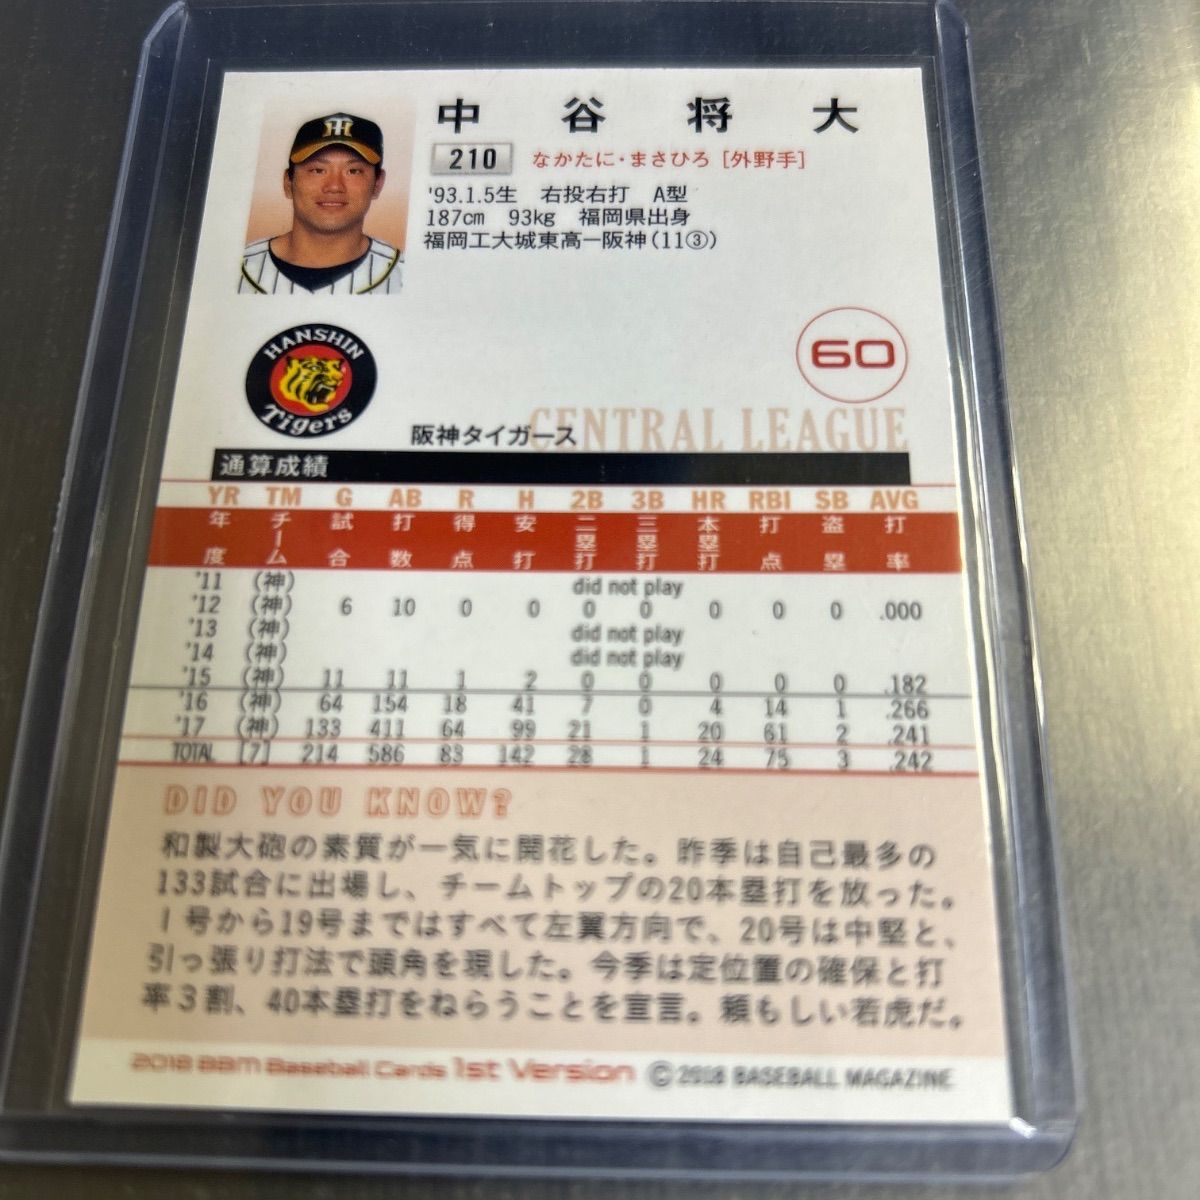 中谷将大
210 なかたに・まさひろ [外野手]
'93.1.5生 右投右打 A型
187cm 93kg 福岡県出身
福岡工大城東高ー阪神(11③)
HANSHIN
Tigers
60
CENTRAL LEAGUE
阪神タイガース
通算成績
YR TM G AB R H 2B 3B HR RBI SB AVG
年度 チーム 試合 打数 得点 安打 二塁打 三塁打 本塁打 打点 盗塁 打率
'11 (神) did not play
'12 (神) 6 10 0 0 0 0 0 0 0 .000
'13 (神) did not play
'14 (神) did not play
'15 (神) 11 11 1 2 0 0 0 0 0 .182
'16 (神) 64 154 18 41 7 0 4 14 1 .266
'17 (神) 133 411 64 99 21 1 20 61 2 .241
TOTAL [7] 214 586 83 142 28 1 24 75 3 .242
DID YOU KNOW?
和製大砲の素質が一気に開花した。昨季は自己最多の
133試合に出場し、チームトップの20本塁打を放った。
1号から19号まではすべて左翼方向で、20号は中堅と、
引っ張り打法で頭角を現した。今季は定位置の確保と打
率3割、40本塁打をねらうことを宣言。頼もしい若虎だ。
2018 BBM Baseball Cards 1st Version © 2018 BASEBALL MAGAZINE